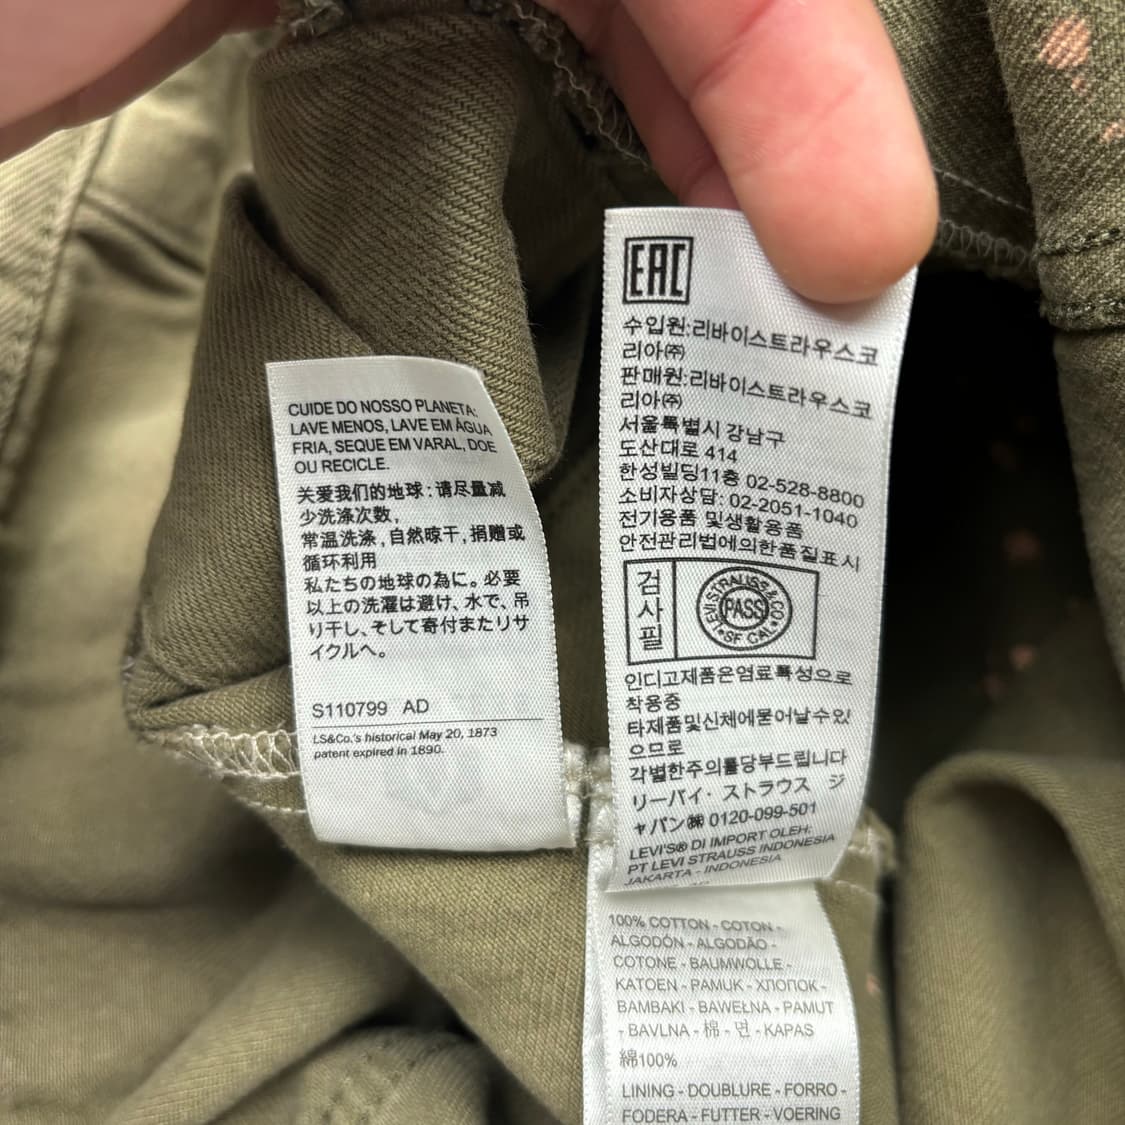 CUIDE DO NOSSO PLANETA:
LAVE MENOS, LAVE EM ÁGUA
FRIA, SEQUE EM VARAL, DOE
OU RECICLE.
关爱我们的地球：请尽量减
少洗涤次数，
常温洗涤，自然晾干，捐赠或
循环利用
私たちの地球の為に。必要
以上の洗濯は避け、水で、吊
り干し、そして寄付またリサ
イクルへ。
S110799 AD
LS&Co.'s historical May 20, 1873
patent expired in 1890.
EAC
수입원:리바이스트라우스코
리아㈜
판매원:리바이스트라우스코
리아㈜
서울특별시 강남구
도산대로 414
한성빌딩11층 02-528-8800
소비자상담: 02-2051-1040
전기용품 및생활용품
안전관리법에의한품질표시
검사필
LEVI STRAUSS & CO
PASS
SF CAL
인디고제품은염료특성으로
착용중
타제품및신체에묻어날수있
으므로
각별한주의를당부드립니다
リーバイ・ストラウス ジ
ャパン㈱ 0120-099-501
LEVI'S® DI IMPORT OLEH:
PT LEVI STRAUSS INDONESIA
JAKARTA - INDONESIA
100% COTTON - COTON -
ALGODÓN - ALGODÃO -
COTONE - BAUMWOLLE -
KATOEN - PAMUK - ХЛОПОК -
BAMBAKI - BAWEŁNA - PAMUT
- BAVLNA - 棉 - 면 - KAPAS
綿100%
LINING - DOUBLURE - FORRO -
FODERA - FUTTER - VOERING